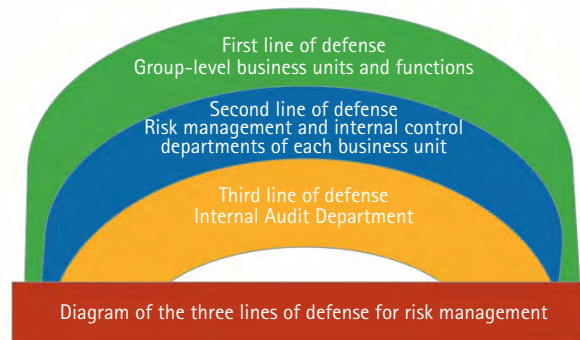 First line of defense
Group-level business units and functions
Second line of defense
Risk management and internal control
departments of each business unit
Third line of defense
Internal Audit Department
Diagram of the three lines of defense for risk management